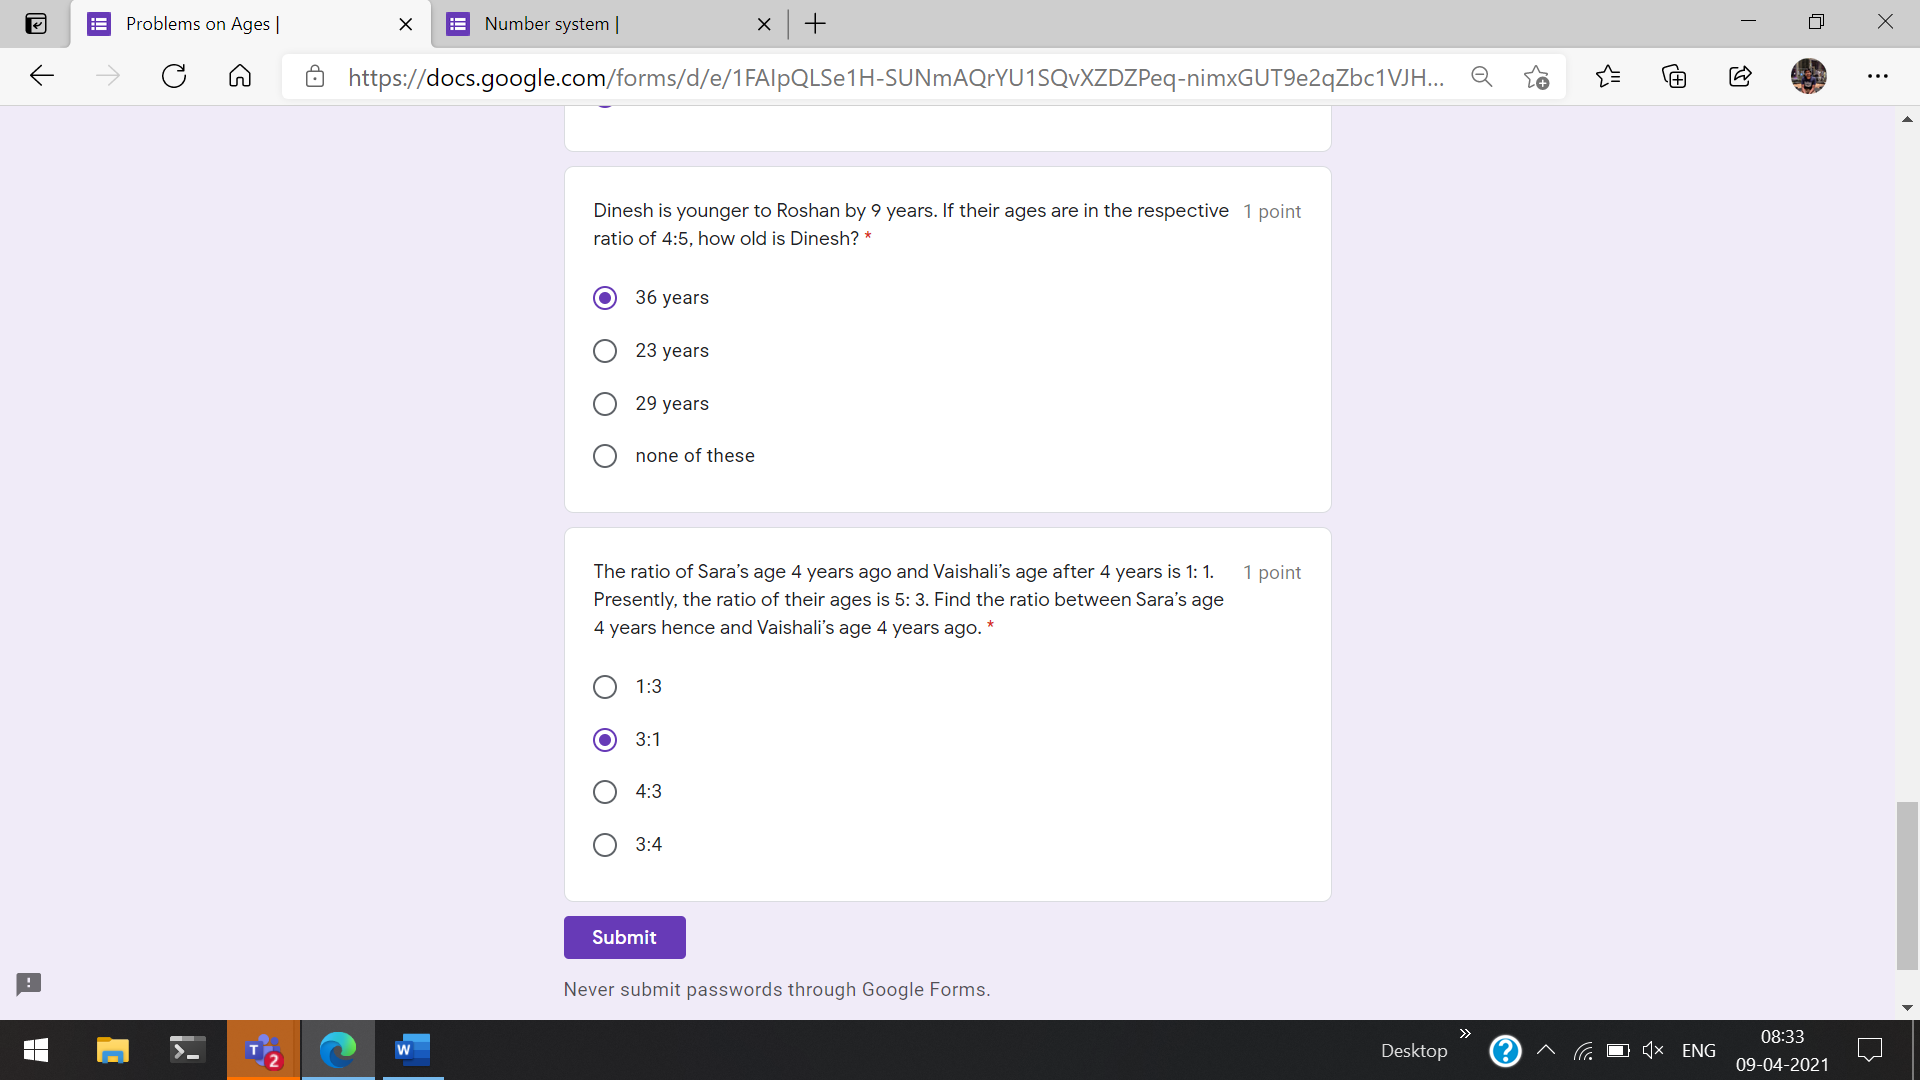 Problems on Ages |
Number system |
https://docs.google.com/forms/d/e/1FAIpQLSe1H-SUNmAQrYU1SQvXZDZPeq-nimxGUT9e2qZbc1VJH...
Dinesh is younger to Roshan by 9 years. If their ages are in the respective 1 point
ratio of 4:5, how old is Dinesh? *
36 years
23 years
29 years
none of these
The ratio of Sara’s age 4 years ago and Vaishali’s age after 4 years is 1: 1. 1 point
Presently, the ratio of their ages is 5: 3. Find the ratio between Sara’s age
4 years hence and Vaishali’s age 4 years ago. *
1:3
3:1
4:3
3:4
Submit
Never submit passwords through Google Forms.
T 2 W Desktop » ? ENG 08:33
09-04-2021